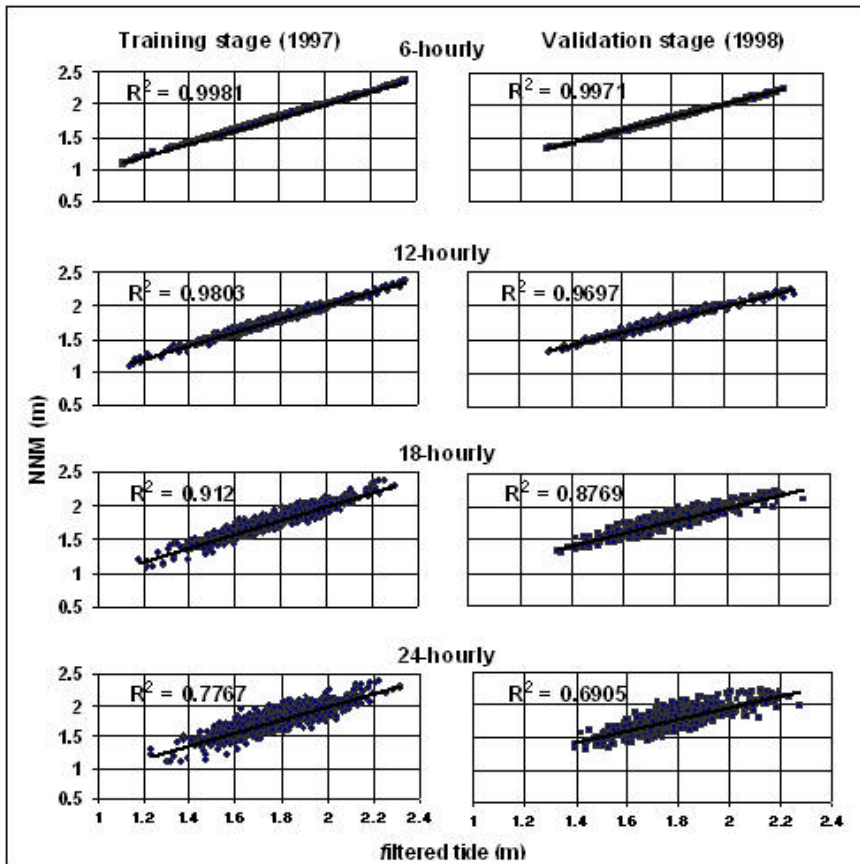 Training stage (1997)
Validation stage (1998)
6-hourly
2.5
2
1.5
1
0.5
R² = 0.9981
R² = 0.9971
12-hourly
2.5
2
1.5
1
0.5
R² = 0.9803
R² = 0.9697
NNM (m)
18-hourly
2.5
2
1.5
1
0.5
R² = 0.912
R² = 0.8769
24-hourly
2.5
2
1.5
1
0.5
R² = 0.7767
R² = 0.6905
1 1.2 1.4 1.6 1.8 2 2.2 2.4
1 1.2 1.4 1.6 1.8 2 2.2 2.4
filtered tide (m)